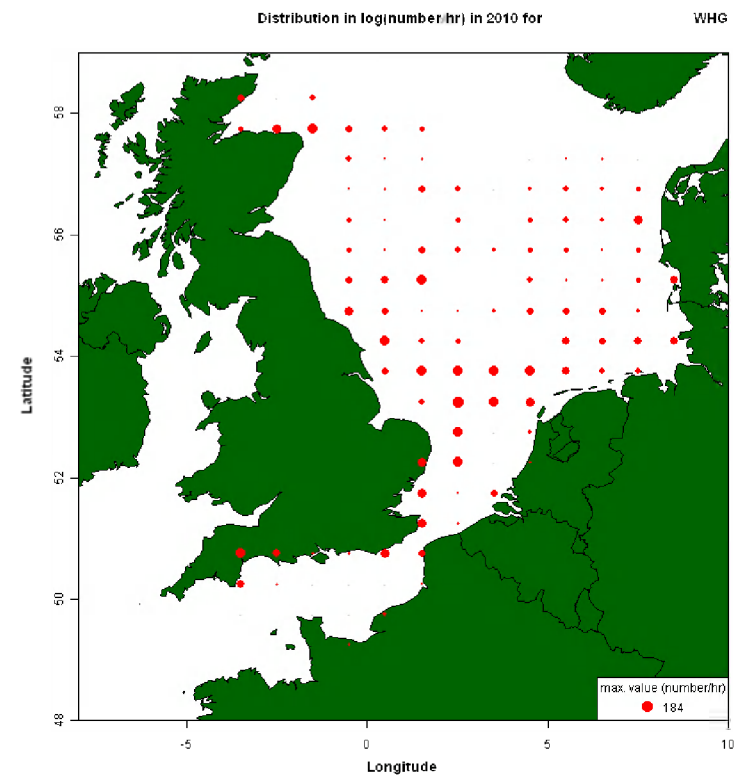 Distribution in log(number/hr) in 2010 for WHG
58
56
54
52
50
48
Latitude
-5 0 5 10
Longitude
max. value (number/hr)
184